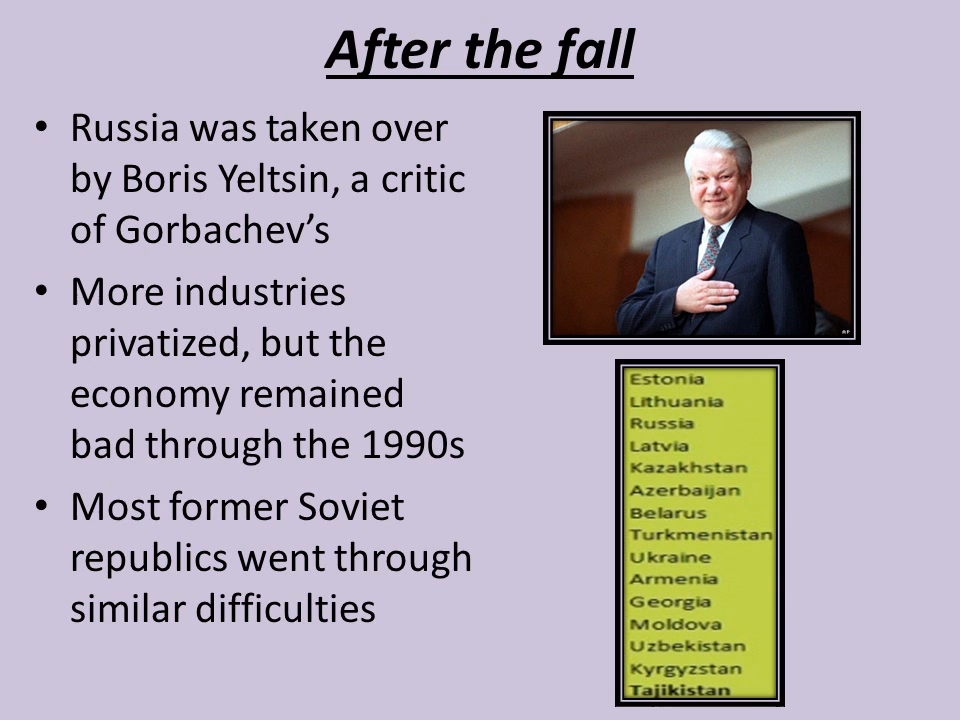 After the fall
• Russia was taken over
by Boris Yeltsin, a critic
of Gorbachev’s
• More industries
privatized, but the
economy remained
bad through the 1990s
• Most former Soviet
republics went through
similar difficulties
AP
Estonia
Lithuania
Russia
Latvia
Kazakhstan
Azerbaijan
Belarus
Turkmenistan
Ukraine
Armenia
Georgia
Moldova
Uzbekistan
Kyrgyzstan
Tajikistan